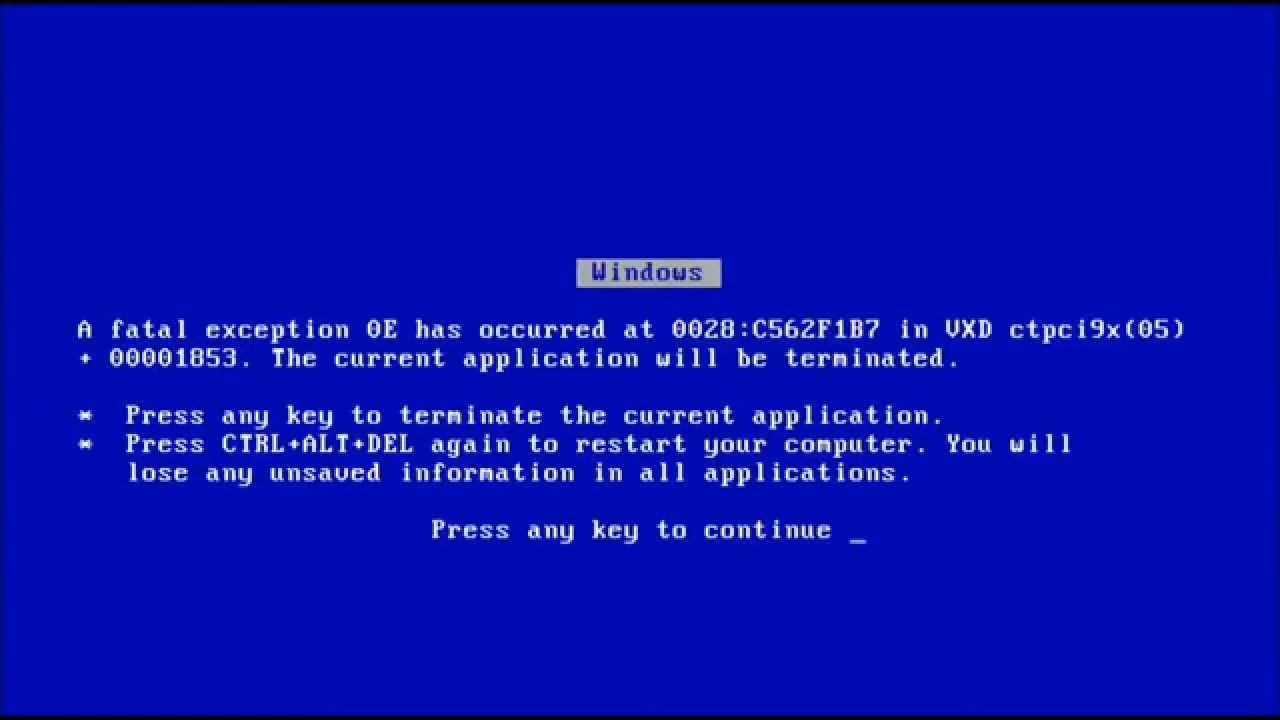 Windows
A fatal exception 0E has occurred at 0028:C562F1B7 in VXD ctpci9x(05)
+ 00001853. The current application will be terminated.
* Press any key to terminate the current application.
* Press CTRL+ALT+DEL again to restart your computer. You will
lose any unsaved information in all applications.
Press any key to continue _